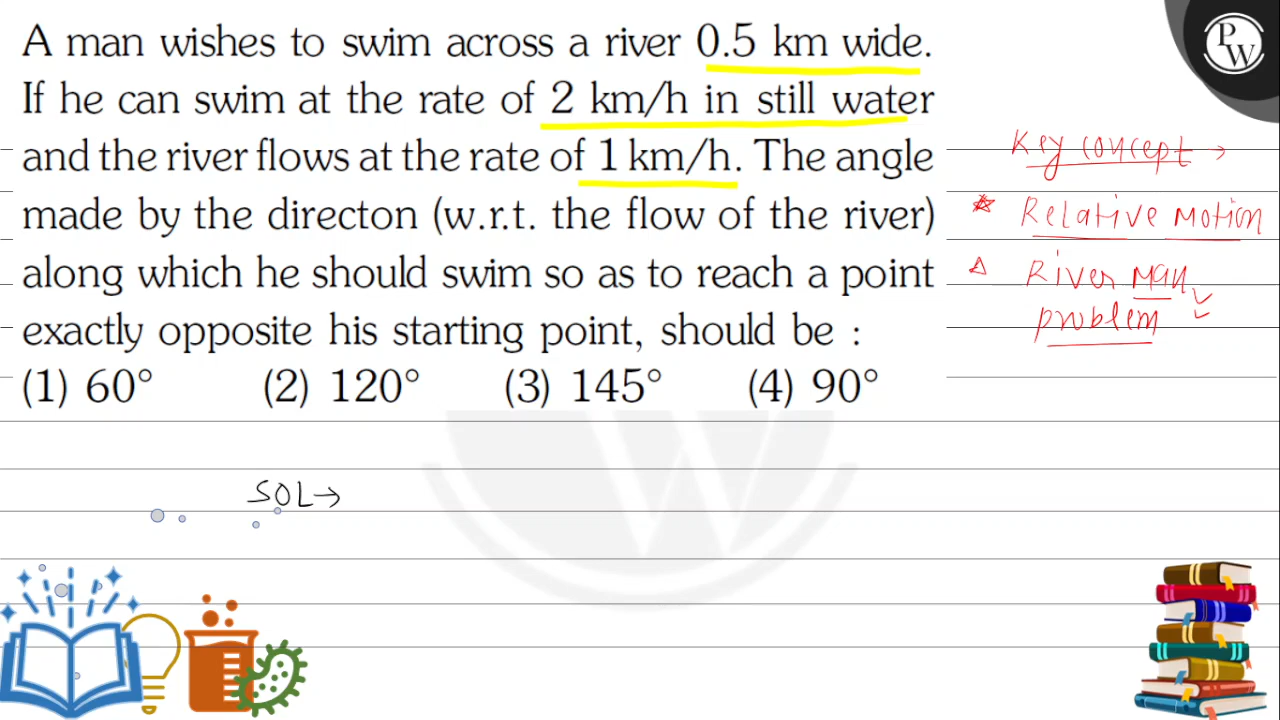 A man wishes to swim across a river 0.5 km wide.
If he can swim at the rate of 2 km/h in still water
and the river flows at the rate of 1 km/h. The angle
made by the directon (w.r.t. the flow of the river)
along which he should swim so as to reach a point
exactly opposite his starting point, should be :
(1) 60° (2) 120° (3) 145° (4) 90°
PW
Key concept →
Relative motion
River man
problem
SOL→